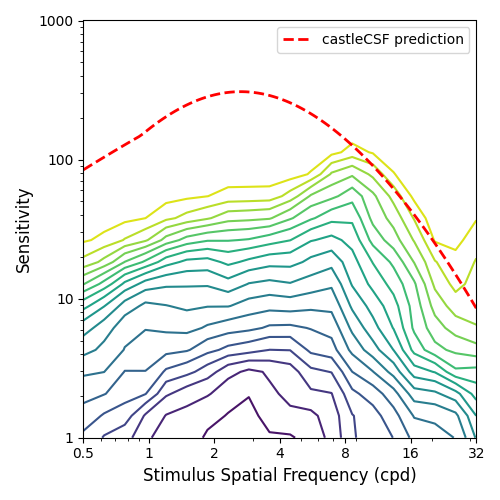 1000
castleCSF prediction
100
Sensitivity
10
1
0.5 1 2 4 8 16 32
Stimulus Spatial Frequency (cpd)